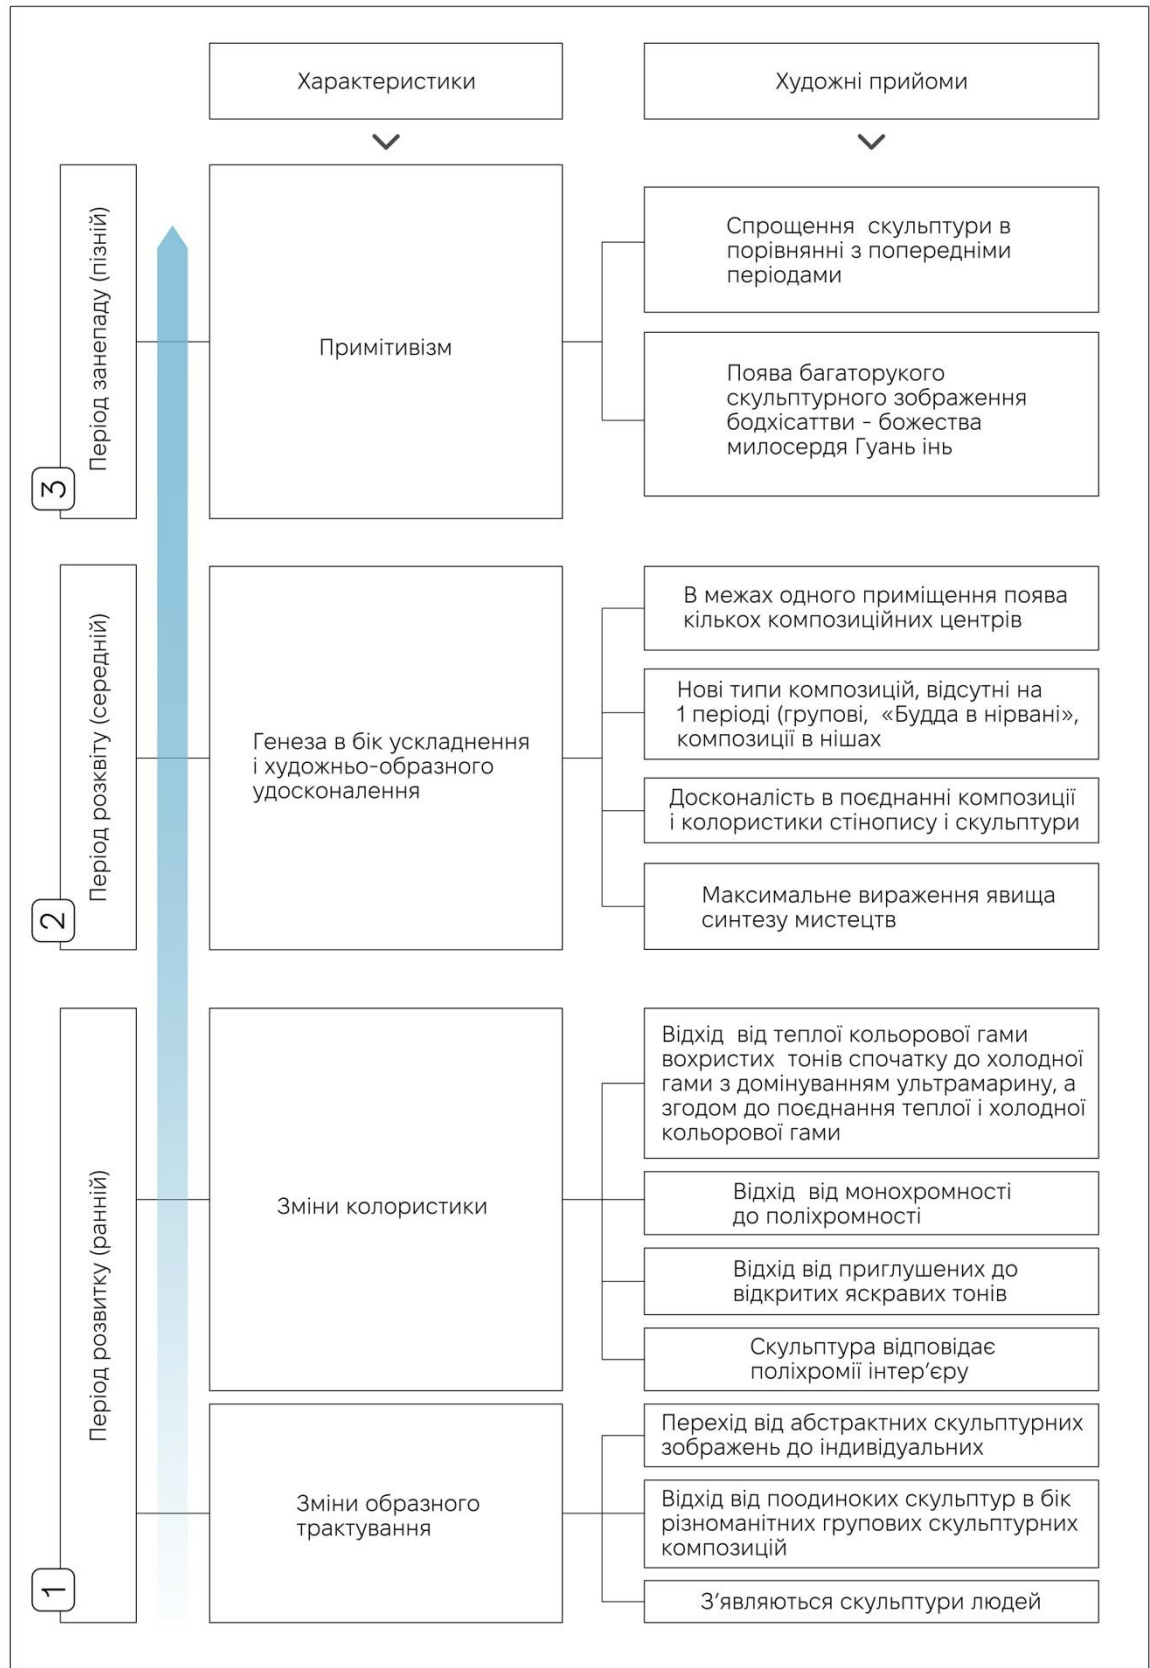 Характеристики
Художні прийоми
3
Період занепаду (пізній)
Примітивізм
Спрощення скульптури в
порівнянні з попередніми
періодами
Поява багаторукого
скульптурного зображення
бодхісаттви - божества
милосердя Гуань інь
2
Період розквіту (середній)
Генеза в бік ускладнення
і художньо-образного
удосконалення
В межах одного приміщення поява
кількох композиційних центрів
Нові типи композицій, відсутні на
1 періоді (групові, «Будда в нірвані»,
композиції в нішах
Досконалість в поєднанні композиції
і колористики стінопису і скульптури
Максимальне вираження явища
синтезу мистецтв
1
Період розвитку (ранній)
Зміни колористики
Відхід від теплої кольорової гами
вохристих тонів спочатку до холодної
гами з домінуванням ультрамарину, а
згодом до поєднання теплої і холодної
кольорової гами
Відхід від монохромності
до поліхромності
Відхід від приглушених до
відкритих яскравих тонів
Скульптура відповідає
поліхромії інтер’єру
Зміни образного
трактування
Перехід від абстрактних скульптурних
зображень до індивідуальних
Відхід від поодиноких скульптур в бік
різноманітних групових скульптурних
композицій
З’являються скульптури людей